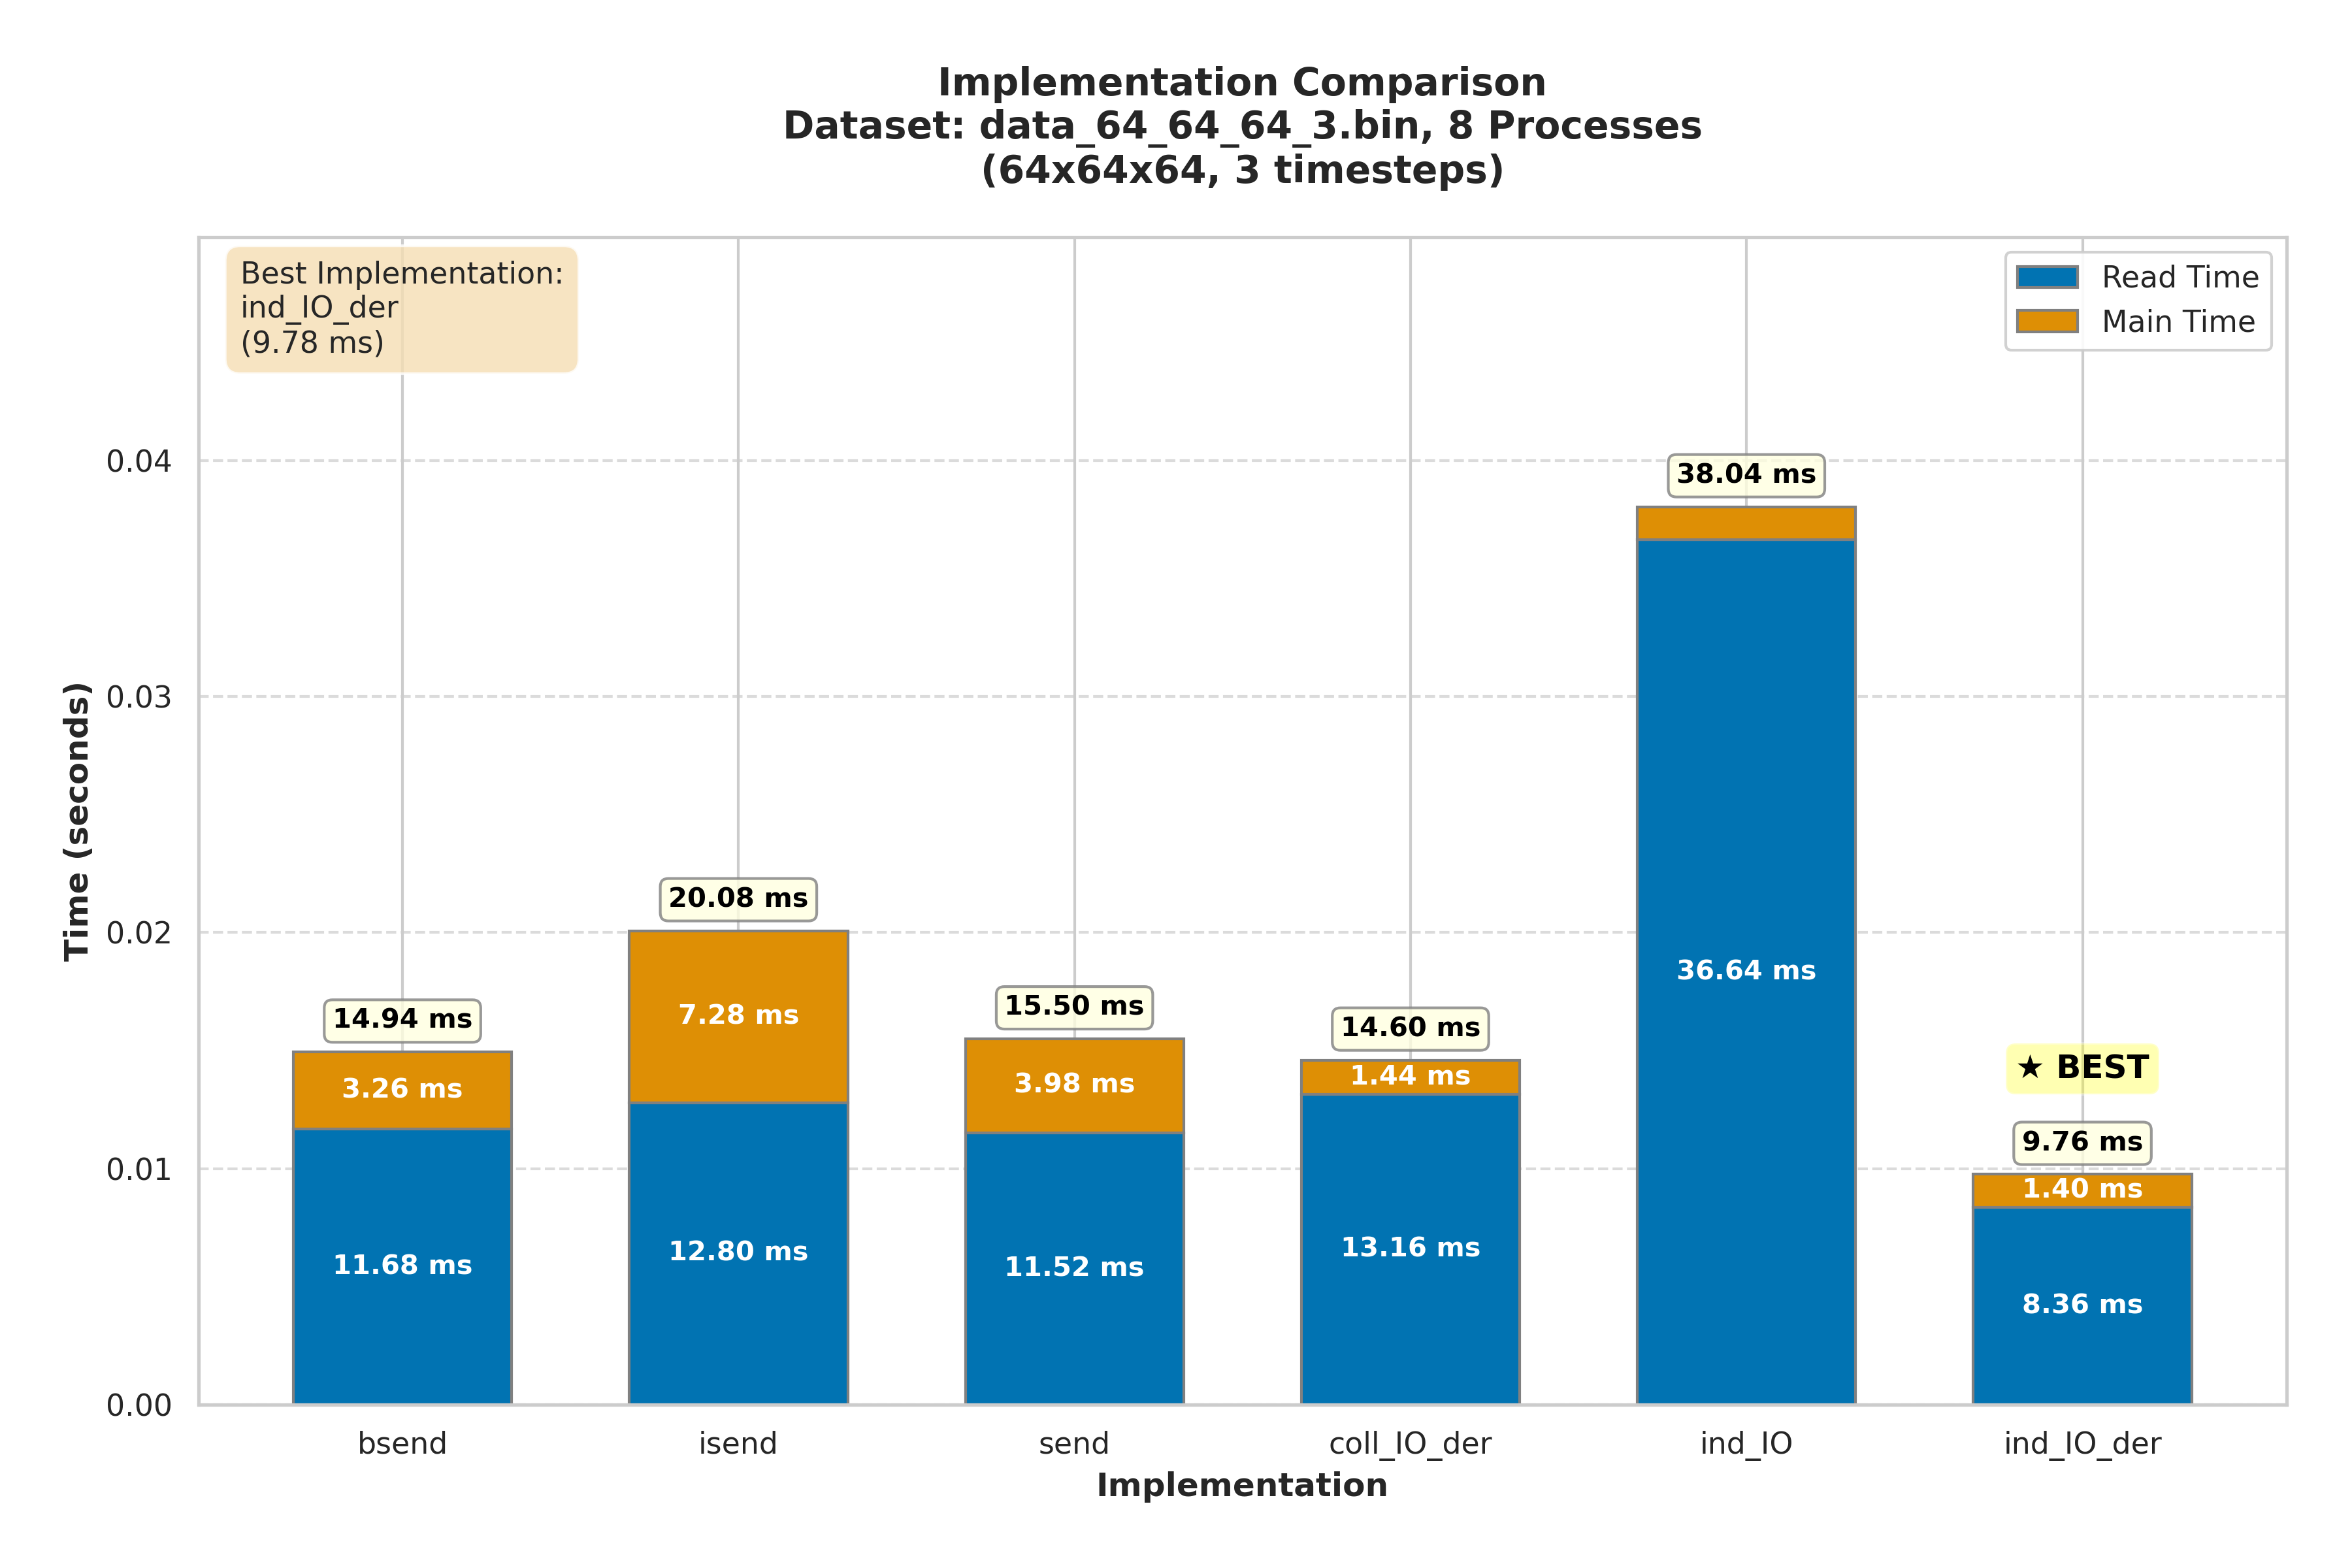 Implementation Comparison
Dataset: data_64_64_64_3.bin, 8 Processes
(64x64x64, 3 timesteps)
Best Implementation:
ind_IO_der
(9.78 ms)
Read Time
Main Time
Time (seconds)
0.04
0.03
0.02
0.01
0.00
14.94 ms
3.26 ms
11.68 ms
20.08 ms
7.28 ms
12.80 ms
15.50 ms
3.98 ms
11.52 ms
14.60 ms
1.44 ms
13.16 ms
38.04 ms
36.64 ms
★ BEST
9.76 ms
1.40 ms
8.36 ms
bsend
isend
send
coll_IO_der
ind_IO
ind_IO_der
Implementation